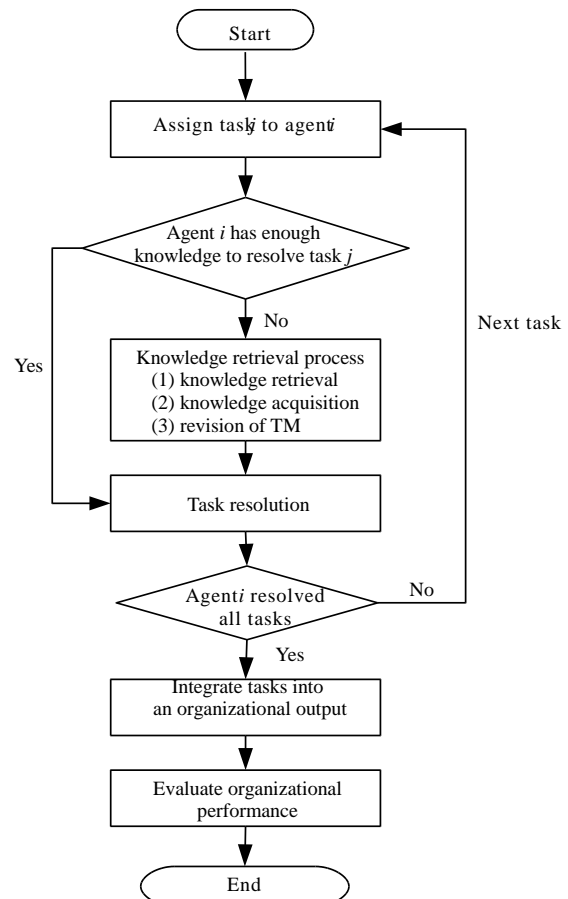 Start
Assign task j to agent i
Agent i has enough
knowledge to resolve task j
No
Next task
Yes
Knowledge retrieval process
(1) knowledge retrieval
(2) knowledge acquisition
(3) revision of TM
Task resolution
Agent i resolved
all tasks
No
Yes
Integrate tasks into
an organizational output
Evaluate organizational
performance
End